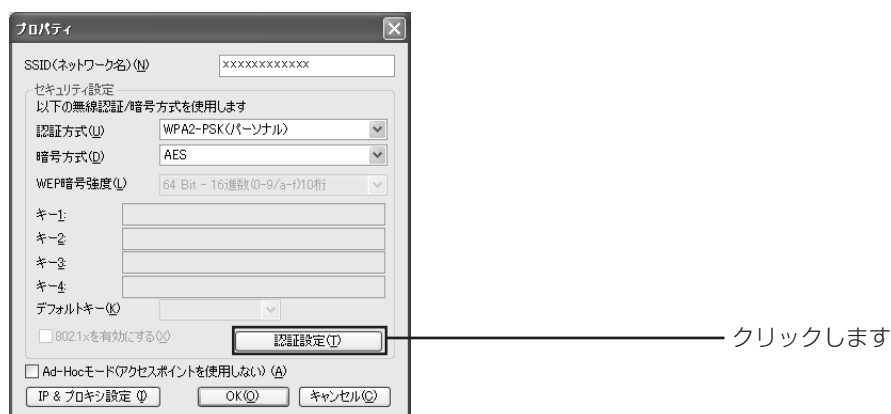 プロパティ
SSID(ネットワーク名)(N) xxxxxxxxxxxx
セキュリティ設定
以下の無線認証/暗号方式を使用します
認証方式(U) WPA2-PSK(パーソナル)
暗号方式(D) AES
WEP暗号強度(L) 64 Bit - 16進数(0-9/a-f)10桁
キー1:
キー2:
キー3:
キー4:
デフォルトキー(K)
802.1xを有効にする(X) 認証設定(T) クリックします
Ad-Hocモード(アクセスポイントを使用しない) (A)
IP & プロキシ設定 (I) OK(O) キャンセル(C)